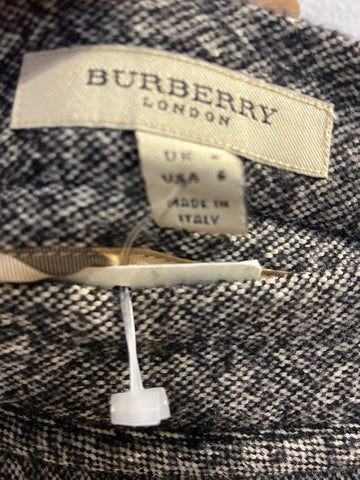 BURBERRY
LONDON
UK -
USA 6
MADE IN
ITALY